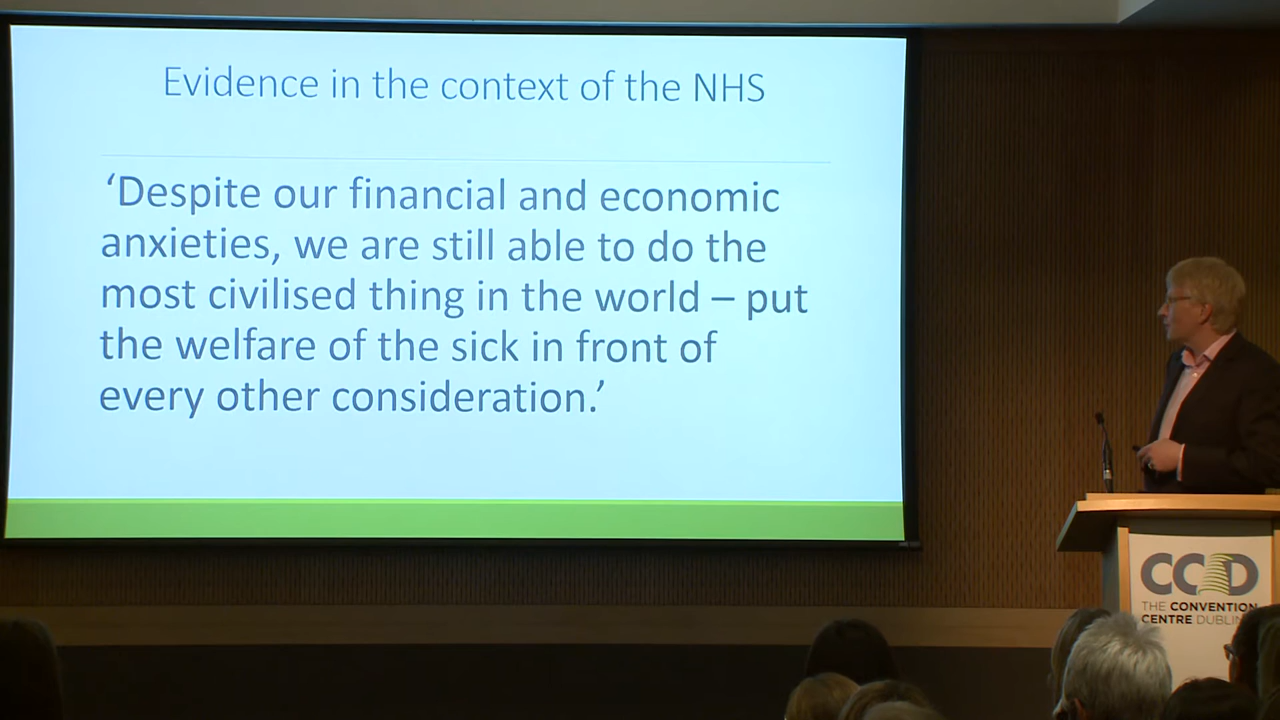 Evidence in the context of the NHS
‘Despite our financial and economic
anxieties, we are still able to do the
most civilised thing in the world – put
the welfare of the sick in front of
every other consideration.’
CCD
THE CONVENTION
CENTRE DUBLIN